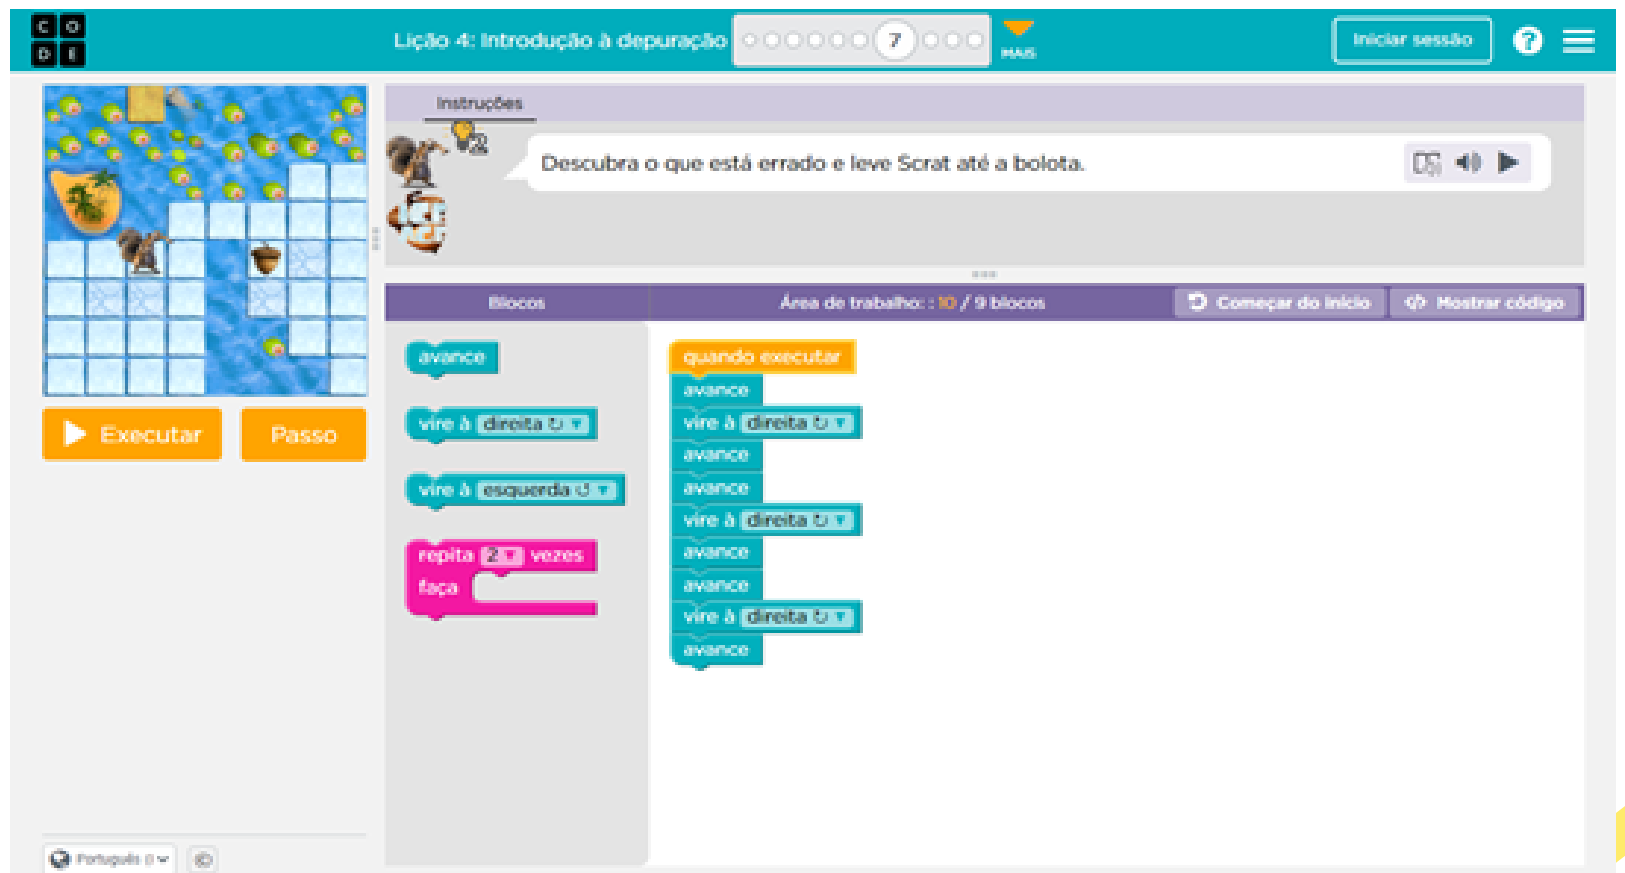 C O
D E
Lição 4: Introdução à depuração
7
MAIS
Iniciar sessão
?
Instruções
2
Descubra o que está errado e leve Scrat até a bolota.
Blocos
Área de trabalho: : 10 / 9 blocos
Começar do início
Mostrar código
avance
vire à direita
vire à esquerda
repita 2 vezes
faça
quando executar
avance
vire à direita
avance
avance
vire à direita
avance
avance
vire à direita
avance
Executar
Passo
Português
©